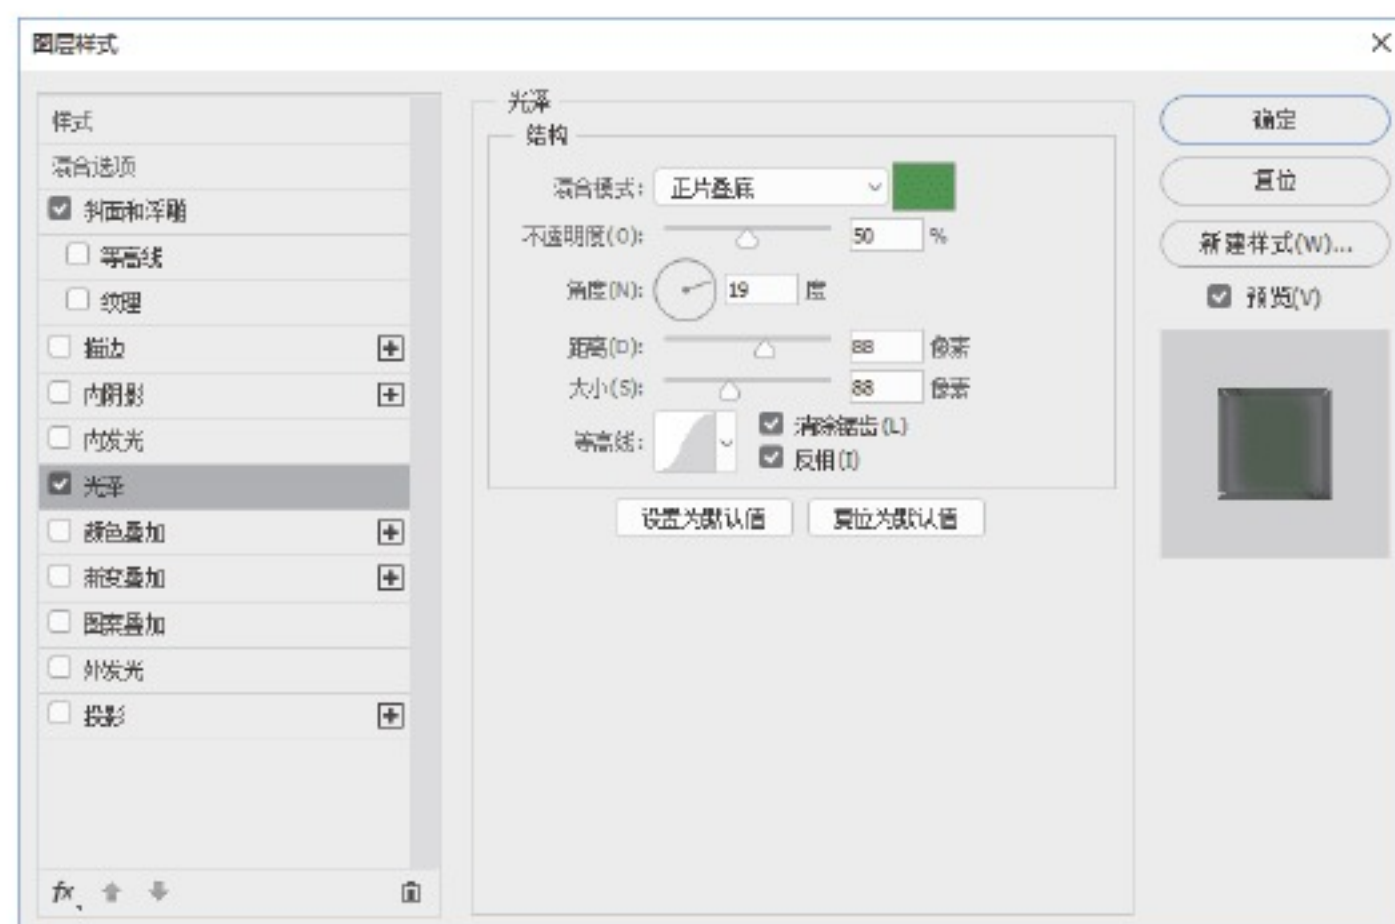 图层样式
样式
混合选项
斜面和浮雕
等高线
纹理
描边
内阴影
内发光
光泽
颜色叠加
渐变叠加
图案叠加
外发光
投影
fx
光泽
结构
混合模式: 正片叠底
不透明度(O): 50 %
角度(N): 19 度
距离(D): 88 像素
大小(S): 88 像素
等高线: 消除锯齿(L)
反相(I)
设置为默认值 复位为默认值
确定
复位
新建样式(W)...
预览(V)